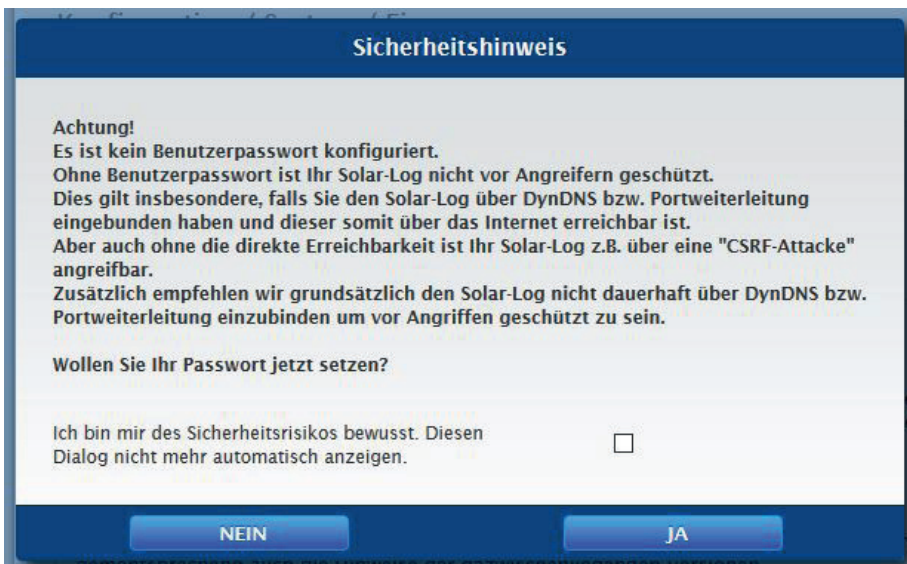 Konfiguration / System / Firmware
Sicherheitshinweis
Achtung!
Es ist kein Benutzerpasswort konfiguriert.
Ohne Benutzerpasswort ist Ihr Solar-Log nicht vor Angreifern geschützt.
Dies gilt insbesondere, falls Sie den Solar-Log über DynDNS bzw. Portweiterleitung
eingebunden haben und dieser somit über das Internet erreichbar ist.
Aber auch ohne die direkte Erreichbarkeit ist Ihr Solar-Log z.B. über eine "CSRF-Attacke"
angreifbar.
Zusätzlich empfehlen wir grundsätzlich den Solar-Log nicht dauerhaft über DynDNS bzw.
Portweiterleitung einzubinden um vor Angriffen geschützt zu sein.
Wollen Sie Ihr Passwort jetzt setzen?
Ich bin mir des Sicherheitsrisikos bewusst. Diesen
Dialog nicht mehr automatisch anzeigen.
NEIN
JA